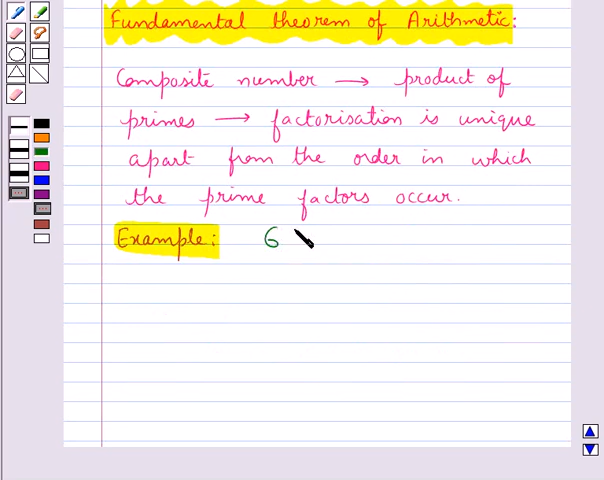 Fundamental theorem of Arithmetic:
Composite number → product of
primes → factorisation is unique
apart from the order in which
the prime factors occur.
Example: 6